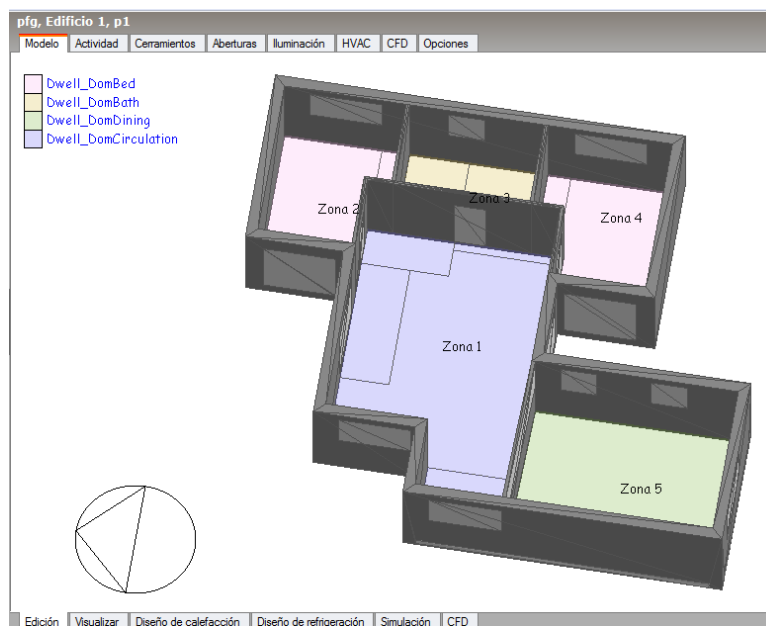 pfg, Edificio 1, p1
Modelo Actividad Cerramientos Aberturas Iluminación HVAC CFD Opciones
Dwell_DomBed
Dwell_DomBath
Dwell_DomDining
Dwell_DomCirculation
Zona 2
Zona 3
Zona 4
Zona 1
Zona 5
Edición Visualizar Diseño de calefacción Diseño de refrigeración Simulación CFD